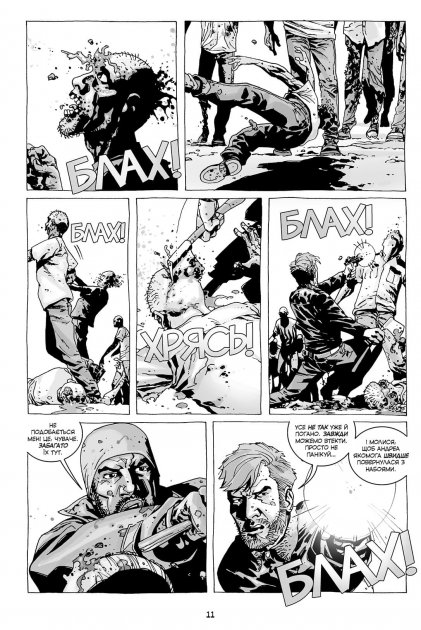 БЛАХ!
БЛАХ!
ХРЯСЬ!
БЛАХ!
НЕ
ПОДОБАЄТЬСЯ
МЕНІ ЦЕ, ЧУВАЧЕ.
ЗАБАГАТО
ЇХ ТУТ.
УСЕ НЕ ТАК УЖЕ Й
ПОГАНО. ЗАВЖДИ
МОЖЕМО ВТЕКТИ.
ПРОСТО НЕ
ПАНІКУЙ...
І МОЛИСЯ,
ЩОБ АНДРЕА
ЯКОМОГА ШВИДШЕ
ПОВЕРНУЛАСЯ З
НАБОЯМИ.
БЛАХ!
11